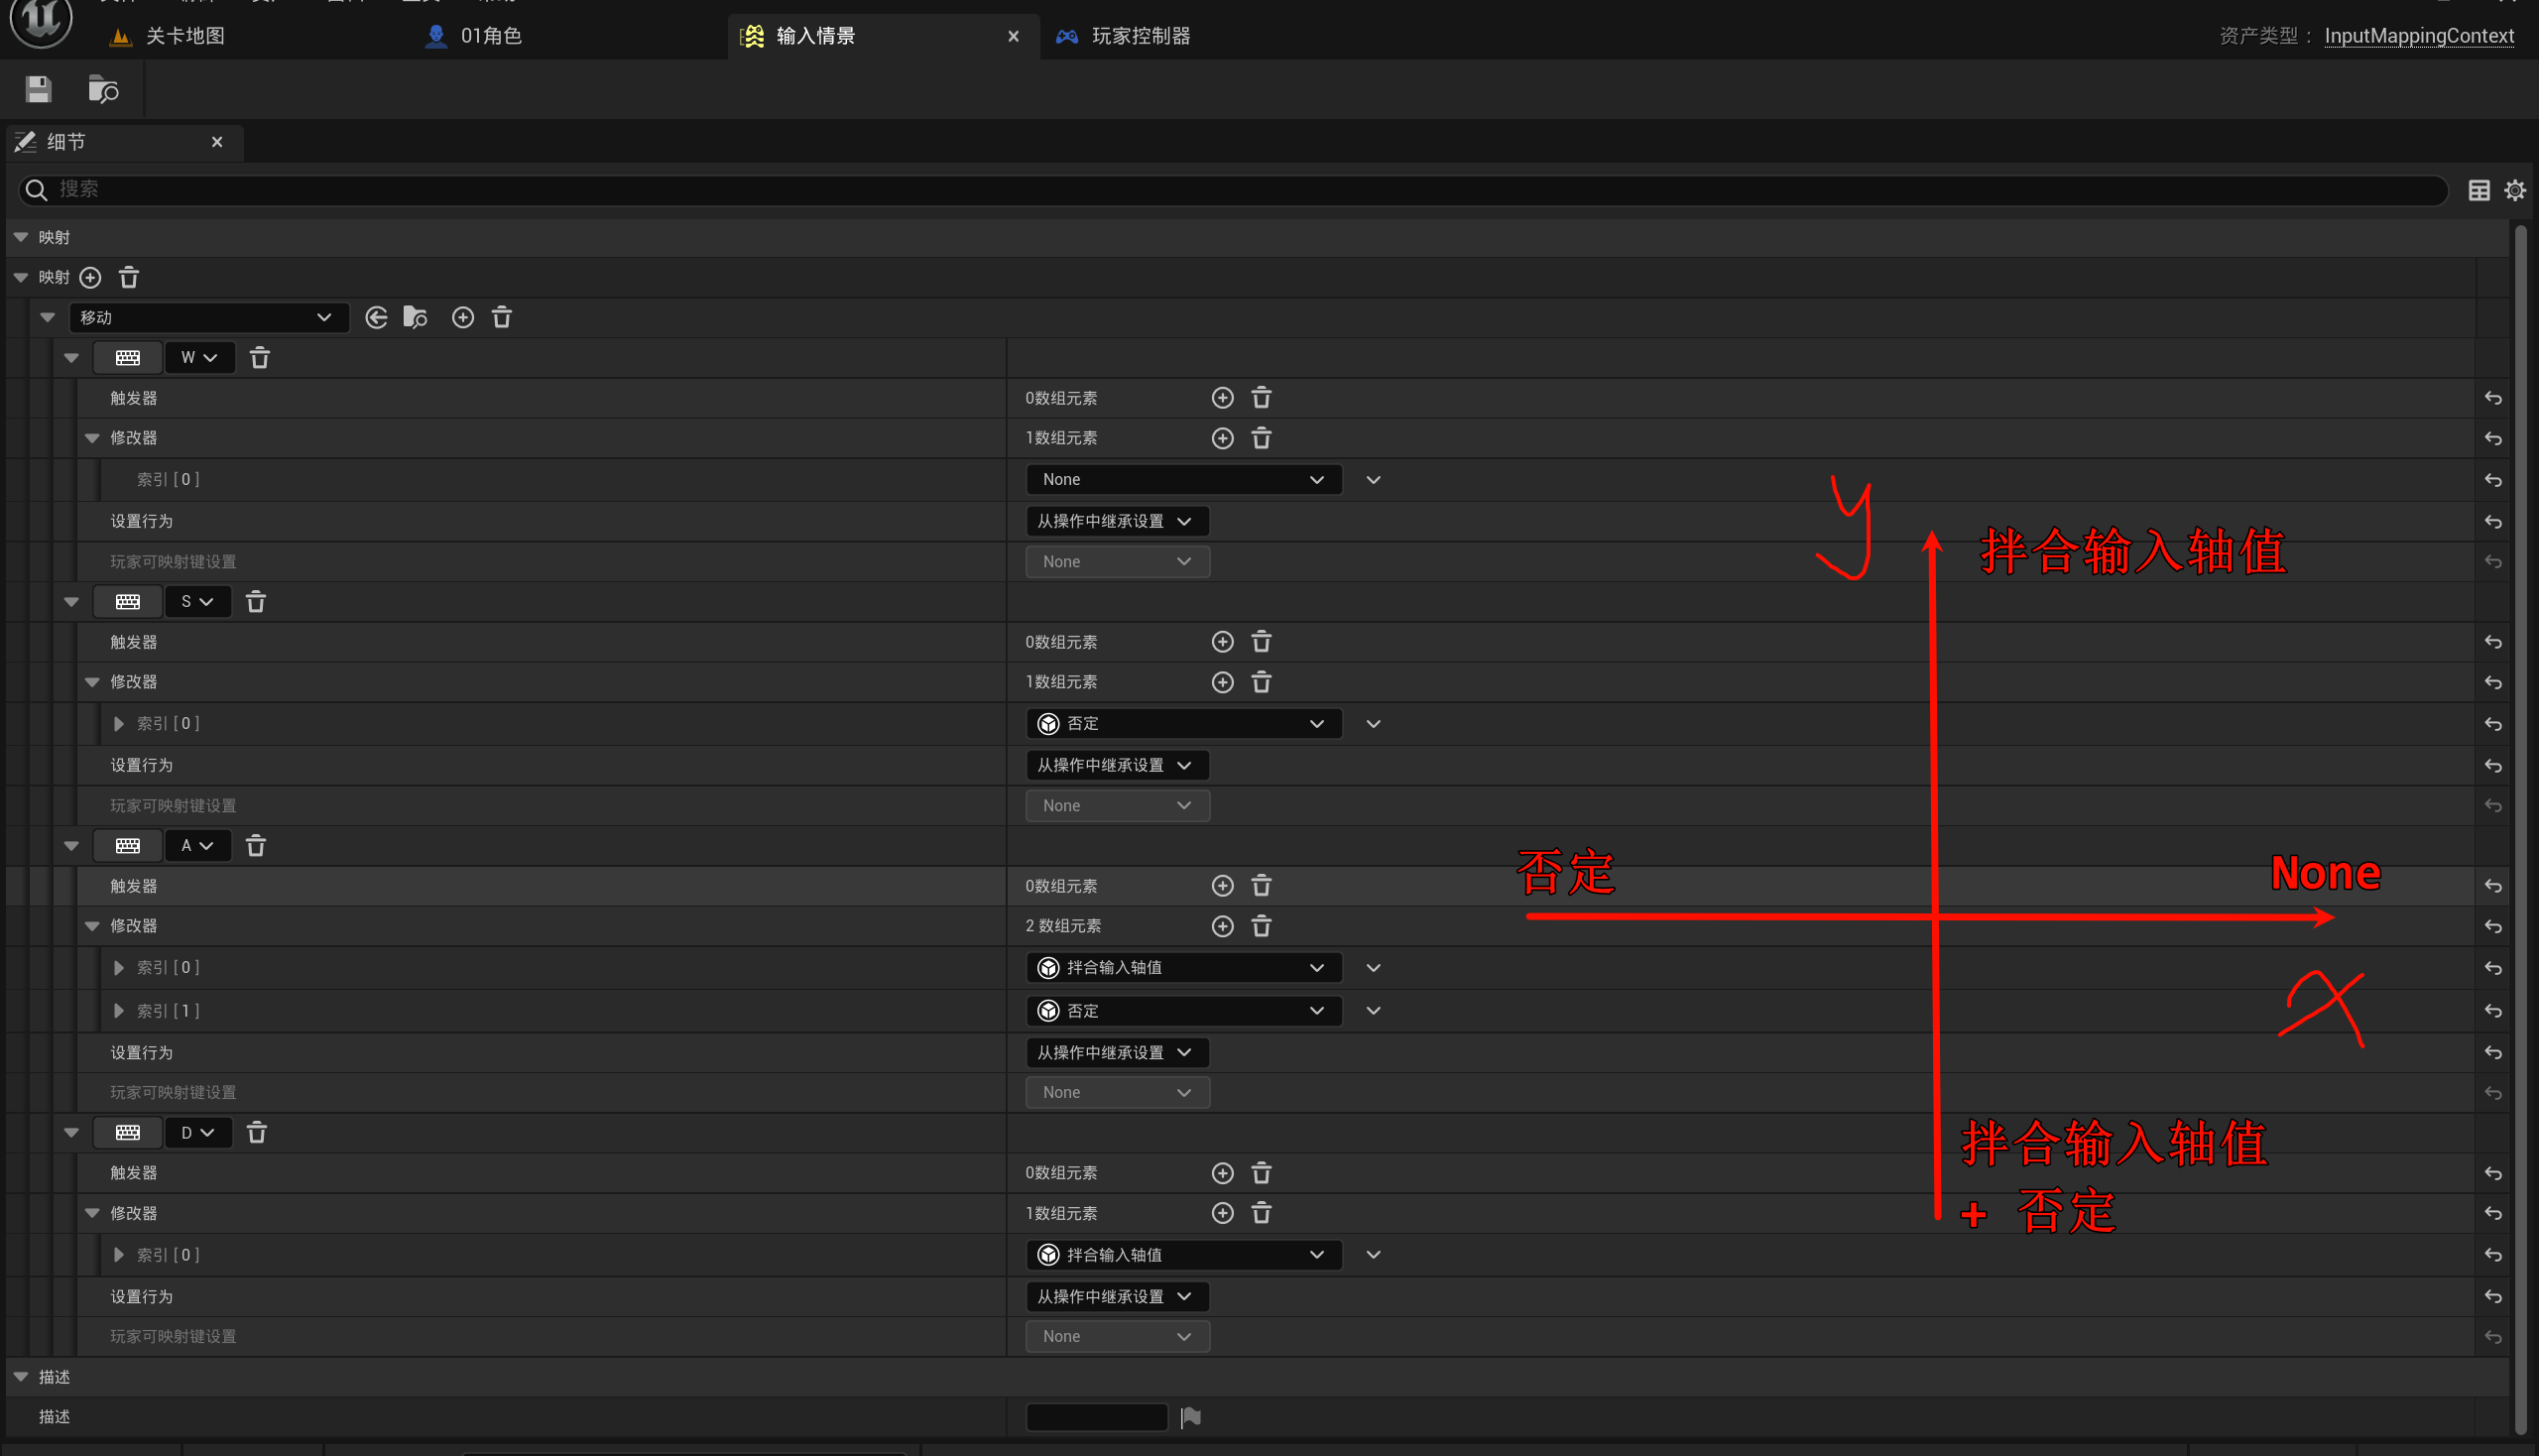 关卡地图
01角色
输入情景
玩家控制器
资产类型：InputMappingContext
细节
搜索
映射
映射
移动
W
触发器 0数组元素
修改器 1数组元素
索引 [ 0 ] None
y
设置行为 从操作中继承设置
拌合输入轴值
玩家可映射键设置 None
S
触发器 0数组元素
修改器 1数组元素
索引 [ 0 ] 否定
设置行为 从操作中继承设置
玩家可映射键设置 None
A
否定
None
触发器 0数组元素
修改器 2 数组元素
索引 [ 0 ] 拌合输入轴值
索引 [ 1 ] 否定
x
设置行为 从操作中继承设置
玩家可映射键设置 None
D
拌合输入轴值
触发器 0数组元素
+ 否定
修改器 1数组元素
索引 [ 0 ] 拌合输入轴值
设置行为 从操作中继承设置
玩家可映射键设置 None
描述
描述